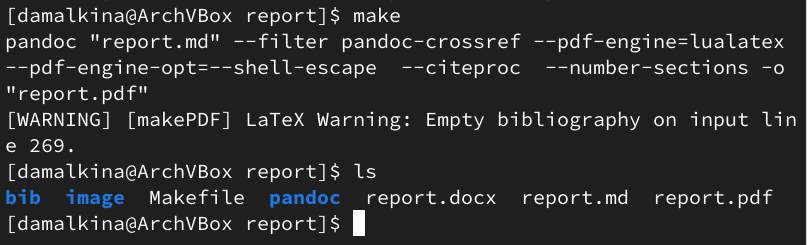 [damalkina@ArchVBox report]$ make
pandoc "report.md" --filter pandoc-crossref --pdf-engine=lualatex
--pdf-engine-opt=--shell-escape  --citeproc  --number-sections -o
"report.pdf"
[WARNING] [makePDF] LaTeX Warning: Empty bibliography on input lin
e 269.
[damalkina@ArchVBox report]$ ls
bib  image  Makefile  pandoc  report.docx  report.md  report.pdf
[damalkina@ArchVBox report]$